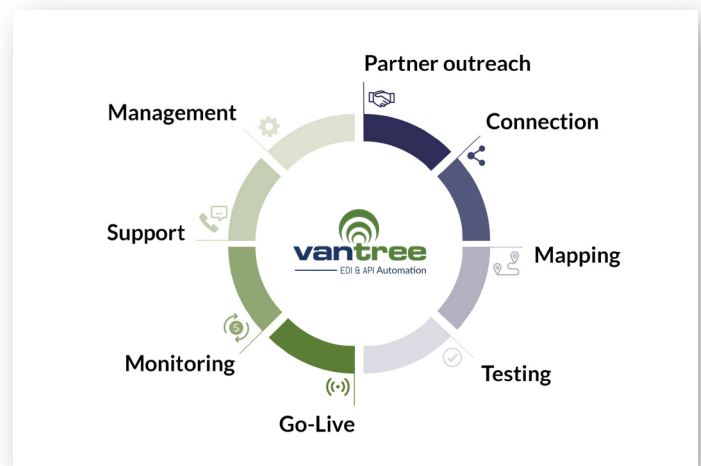 Partner outreach
Connection
Mapping
Testing
Go-Live
Monitoring
Support
Management
vantree
EDI & API Automation
S